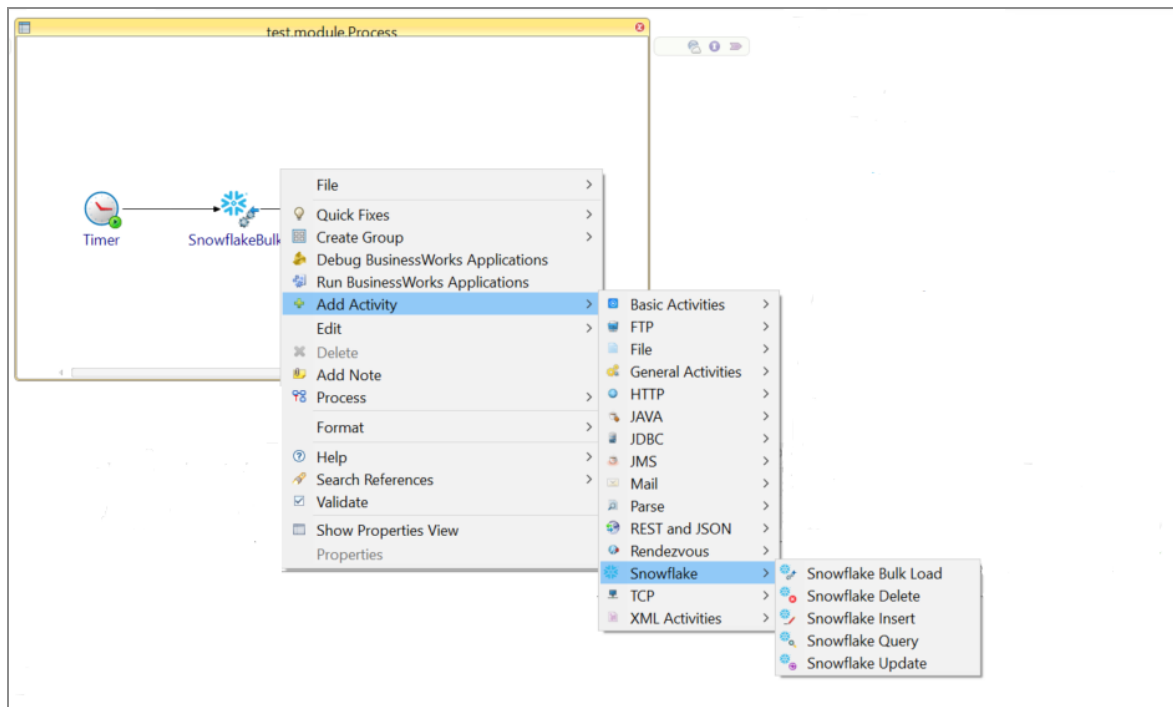 test.module.Process
Timer
SnowflakeBulk
File
Quick Fixes
Create Group
Debug BusinessWorks Applications
Run BusinessWorks Applications
Add Activity
Edit
Delete
Add Note
Process
Format
Help
Search References
Validate
Show Properties View
Properties
Basic Activities
FTP
File
General Activities
HTTP
JAVA
JDBC
JMS
Mail
Parse
REST and JSON
Rendezvous
Snowflake
TCP
XML Activities
Snowflake Bulk Load
Snowflake Delete
Snowflake Insert
Snowflake Query
Snowflake Update